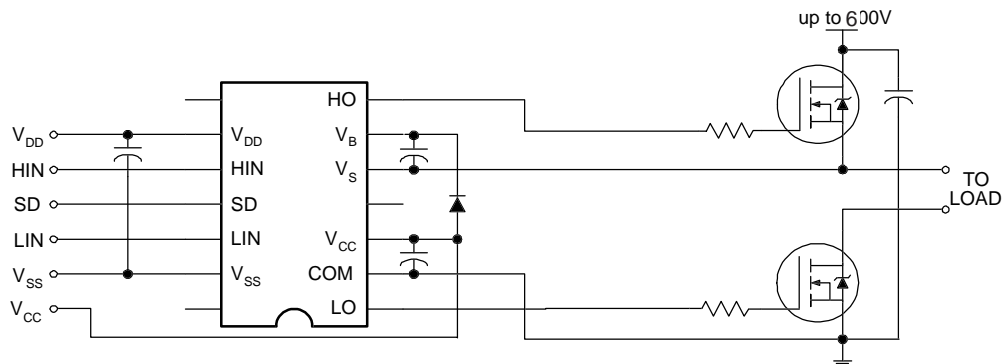 up to 600V
HO
V_DD
V_DD
V_B
HIN
HIN
V_S
SD
SD
TO
LOAD
LIN
LIN
V_CC
V_SS
V_SS
COM
V_CC
LO